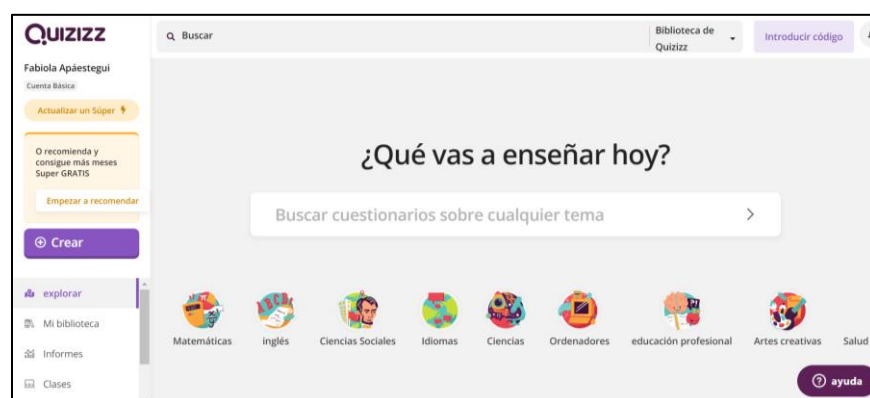 QUIZIZZ
Buscar
Biblioteca de
Quizizz
Introducir código
Fabiola Apáestegui
Cuenta Básica
Actualizar un Súper
O recomienda y
consigue más meses
Super GRATIS
Empezar a recomendar
Crear
explorar
Mi biblioteca
Informes
Clases
¿Qué vas a enseñar hoy?
Buscar cuestionarios sobre cualquier tema
Matemáticas
inglés
Ciencias Sociales
Idiomas
Ciencias
Ordenadores
educación profesional
Artes creativas
Salud
ayuda